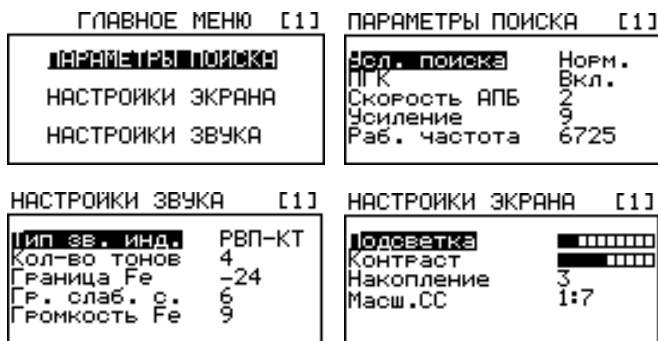 ГЛАВНОЕ МЕНЮ [1]
ПАРАМЕТРЫ ПОИСКА
НАСТРОЙКИ ЭКРАНА
НАСТРОЙКИ ЗВУКА
ПАРАМЕТРЫ ПОИСКА [1]
Усл. поиска Норм.
ПГК Вкл.
Скорость АПБ 2
Усиление 9
Раб. частота 6725
НАСТРОЙКИ ЗВУКА [1]
Тип зв. инд. РВП-КТ
Кол-во тонов 4
Граница Fe -24
Гр. слаб. с. 6
Громкость Fe 9
НАСТРОЙКИ ЭКРАНА [1]
Подсветка
Контраст
Накопление 3
Масш.СС 1:7